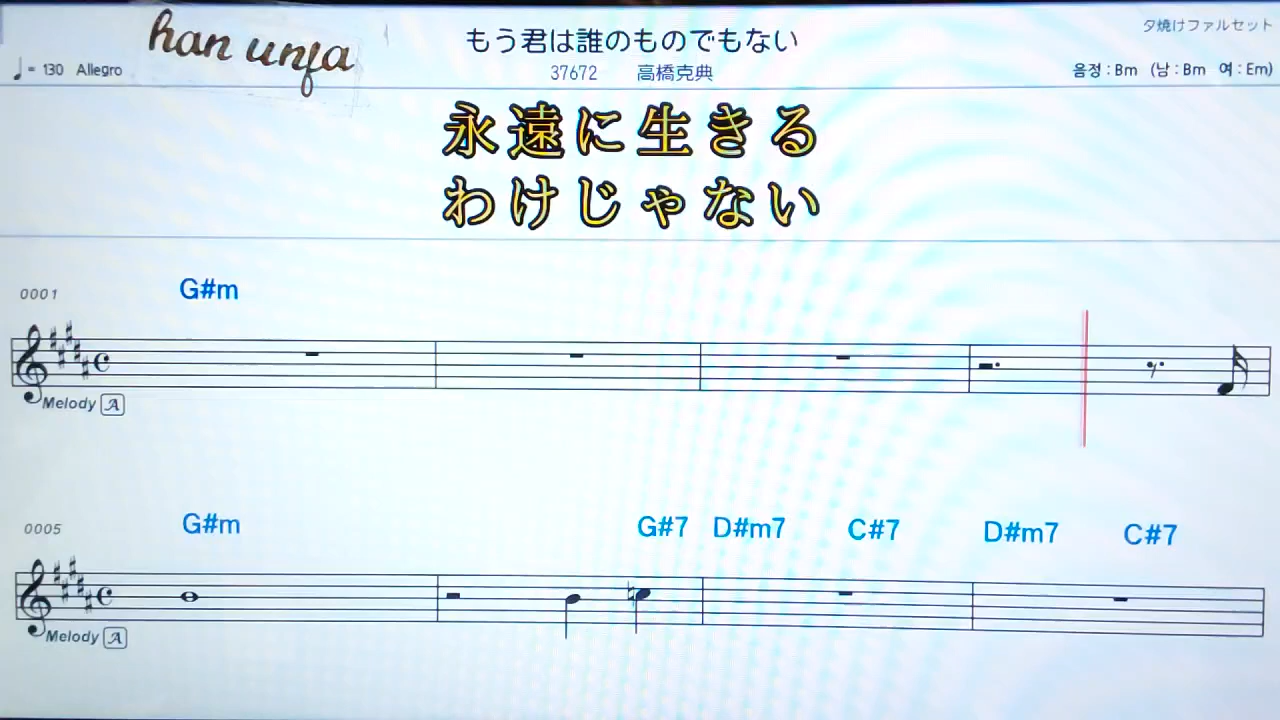 han unfa
もう君は誰のものでもない
夕焼けファルセット
♩= 130 Allegro
37672 高橋克典
음정 : Bm (남 : Bm 여 : Em)
永遠に生きる
わけじゃない
0001 G#m
Melody A
0005 G#m G#7 D#m7 C#7 D#m7 C#7
Melody A